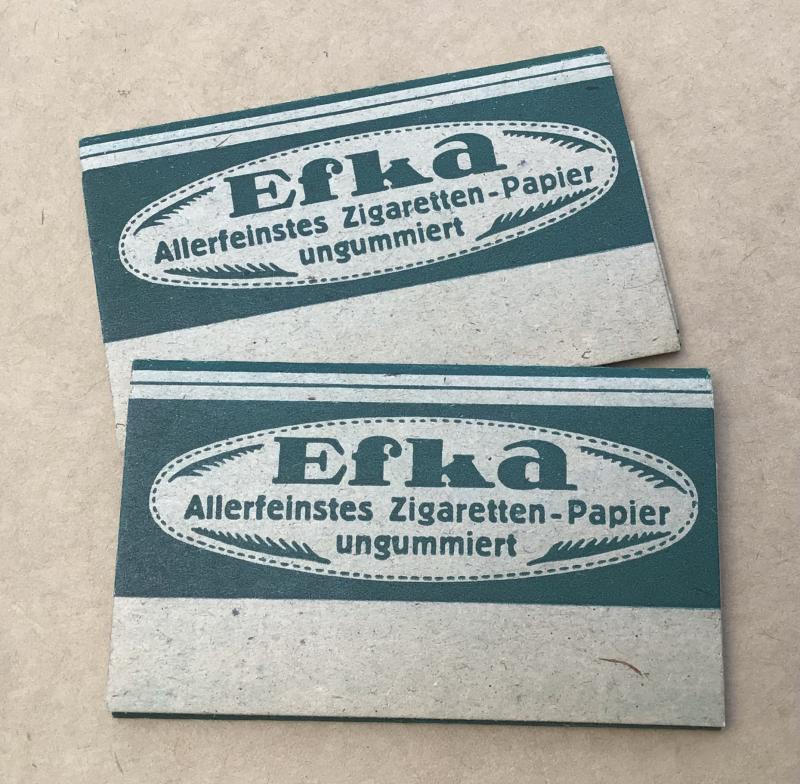 Efka
Allerfeinstes Zigaretten-Papier
ungummiert
Efka
Allerfeinstes Zigaretten-Papier
ungummiert